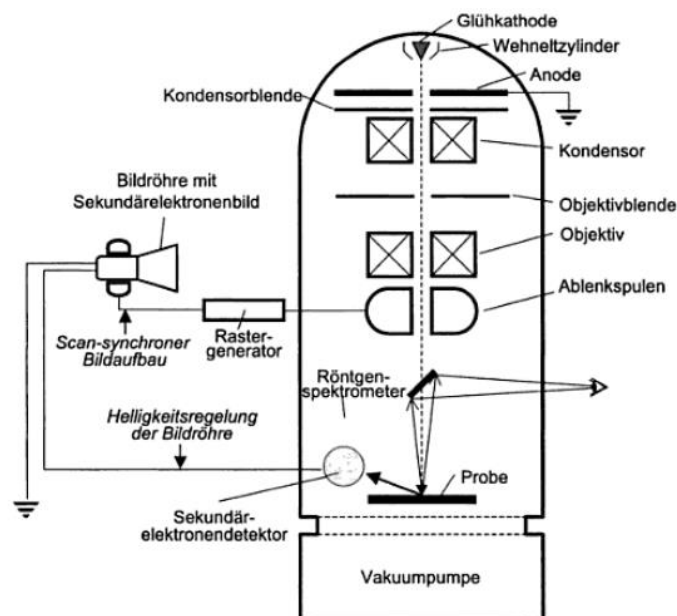 Glühkathode
Wehneltzylinder
Anode
Kondensorblende
Kondensor
Bildröhre mit
Sekundärelektronenbild
Objektivblende
Objektiv
Ablenkspulen
Scan-synchroner
Bildaufbau
Raster-
generator
Röntgen-
spektrometer
Helligkeitsregelung
der Bildröhre
Probe
Sekundär-
elektronendetektor
Vakuumpumpe